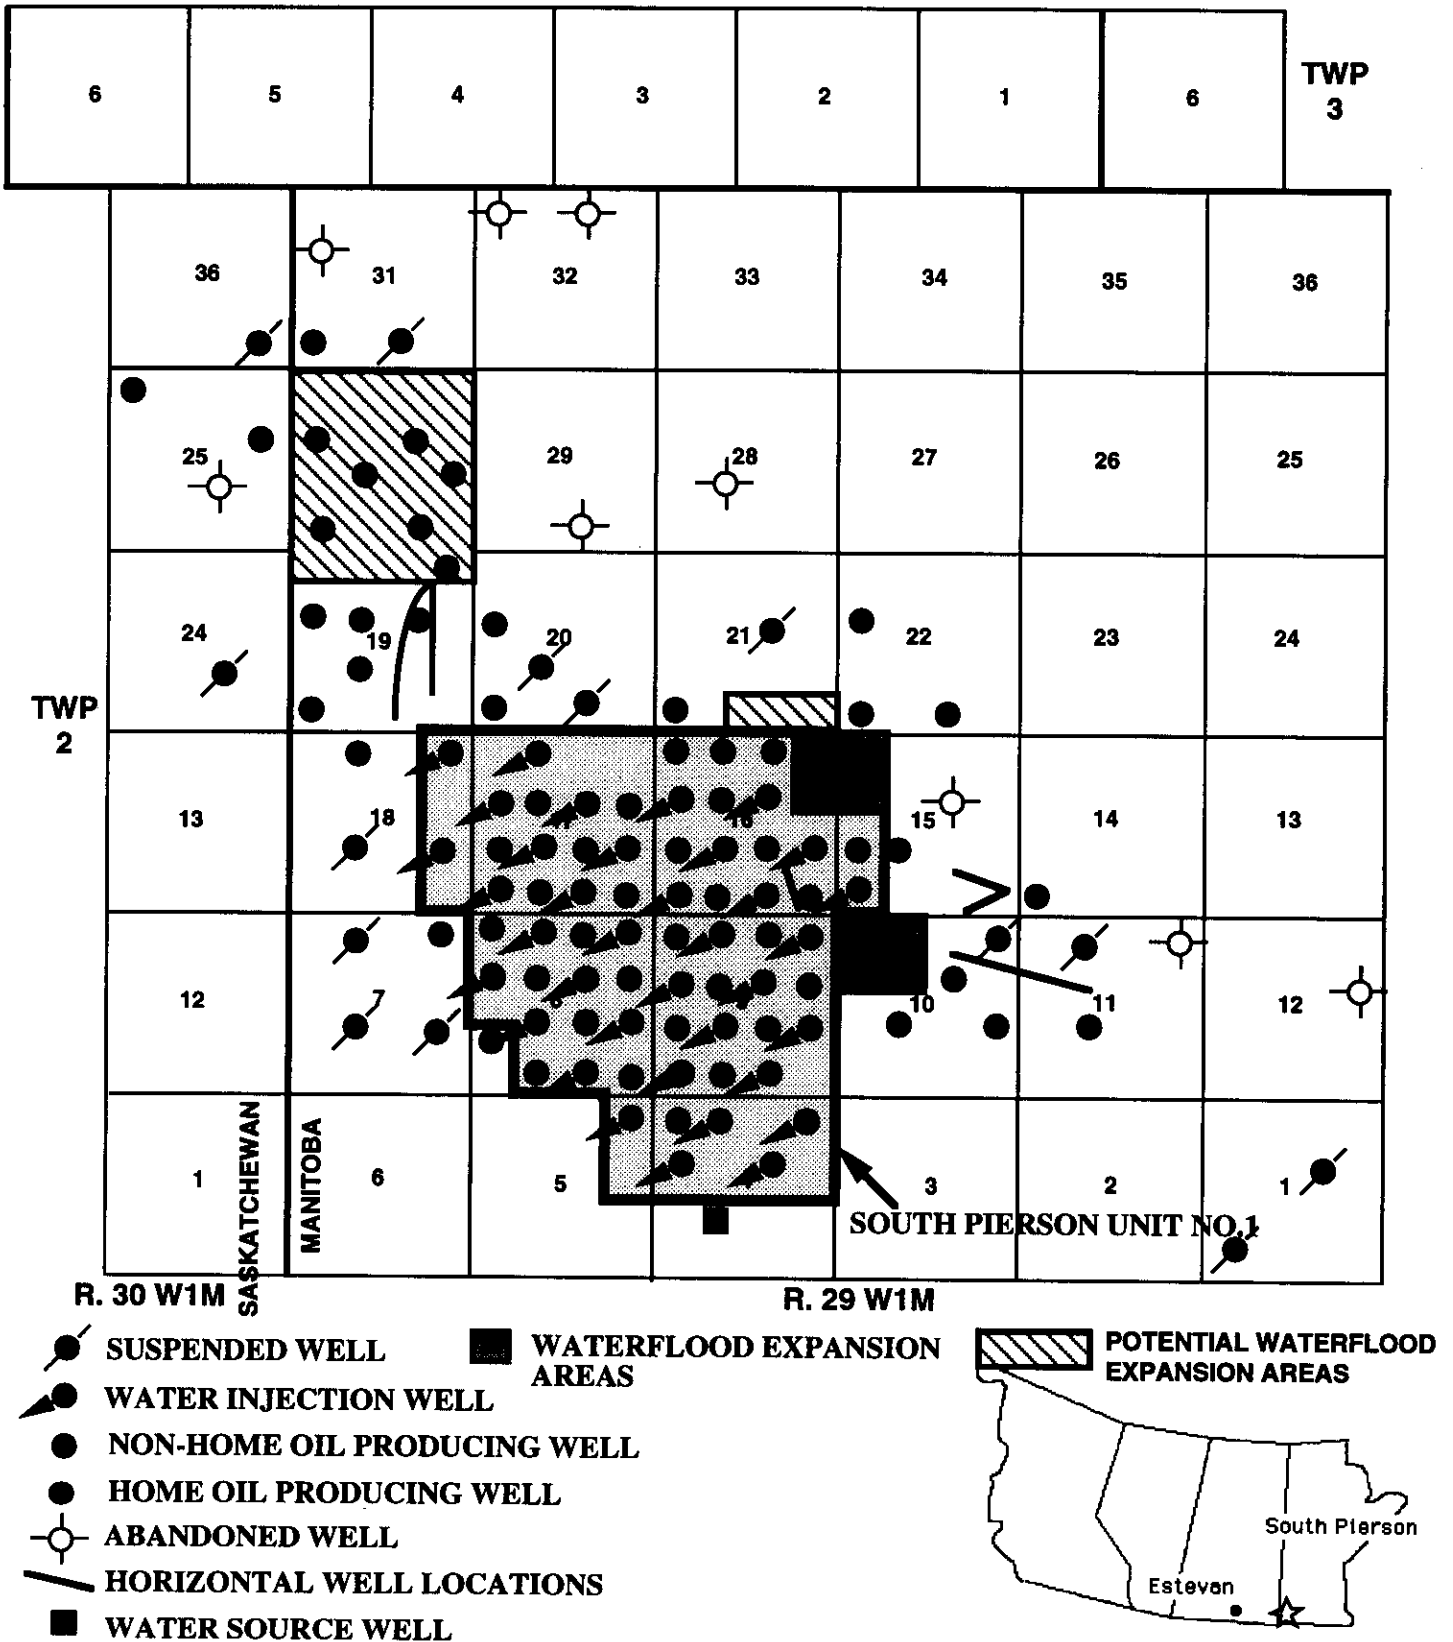 6 5 4 3 2 1 6
TWP
3
36 31 32 33 34 35 36
25 29 28 27 26 25
24 19 20 21 22 23 24
TWP
2
13 18 16 15 14 13
12 7 10 11 12
1 6 5 3 2 1
SASKATCHEWAN
MANITOBA
SOUTH PIERSON UNIT NO.1
R. 30 W1M
R. 29 W1M
SUSPENDED WELL
WATER INJECTION WELL
NON-HOME OIL PRODUCING WELL
HOME OIL PRODUCING WELL
ABANDONED WELL
HORIZONTAL WELL LOCATIONS
WATER SOURCE WELL
WATERFLOOD EXPANSION
AREAS
POTENTIAL WATERFLOOD
EXPANSION AREAS
South Pierson
Estevan